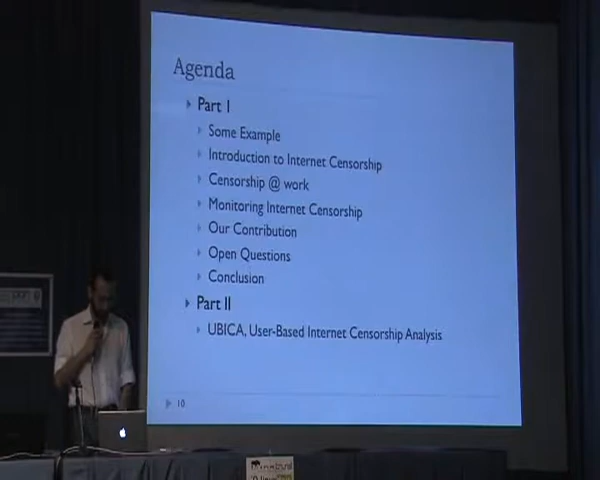 Agenda
Part I
Some Example
Introduction to Internet Censorship
Censorship @ work
Monitoring Internet Censorship
Our Contribution
Open Questions
Conclusion
Part II
UBICA, User-Based Internet Censorship Analysis
10